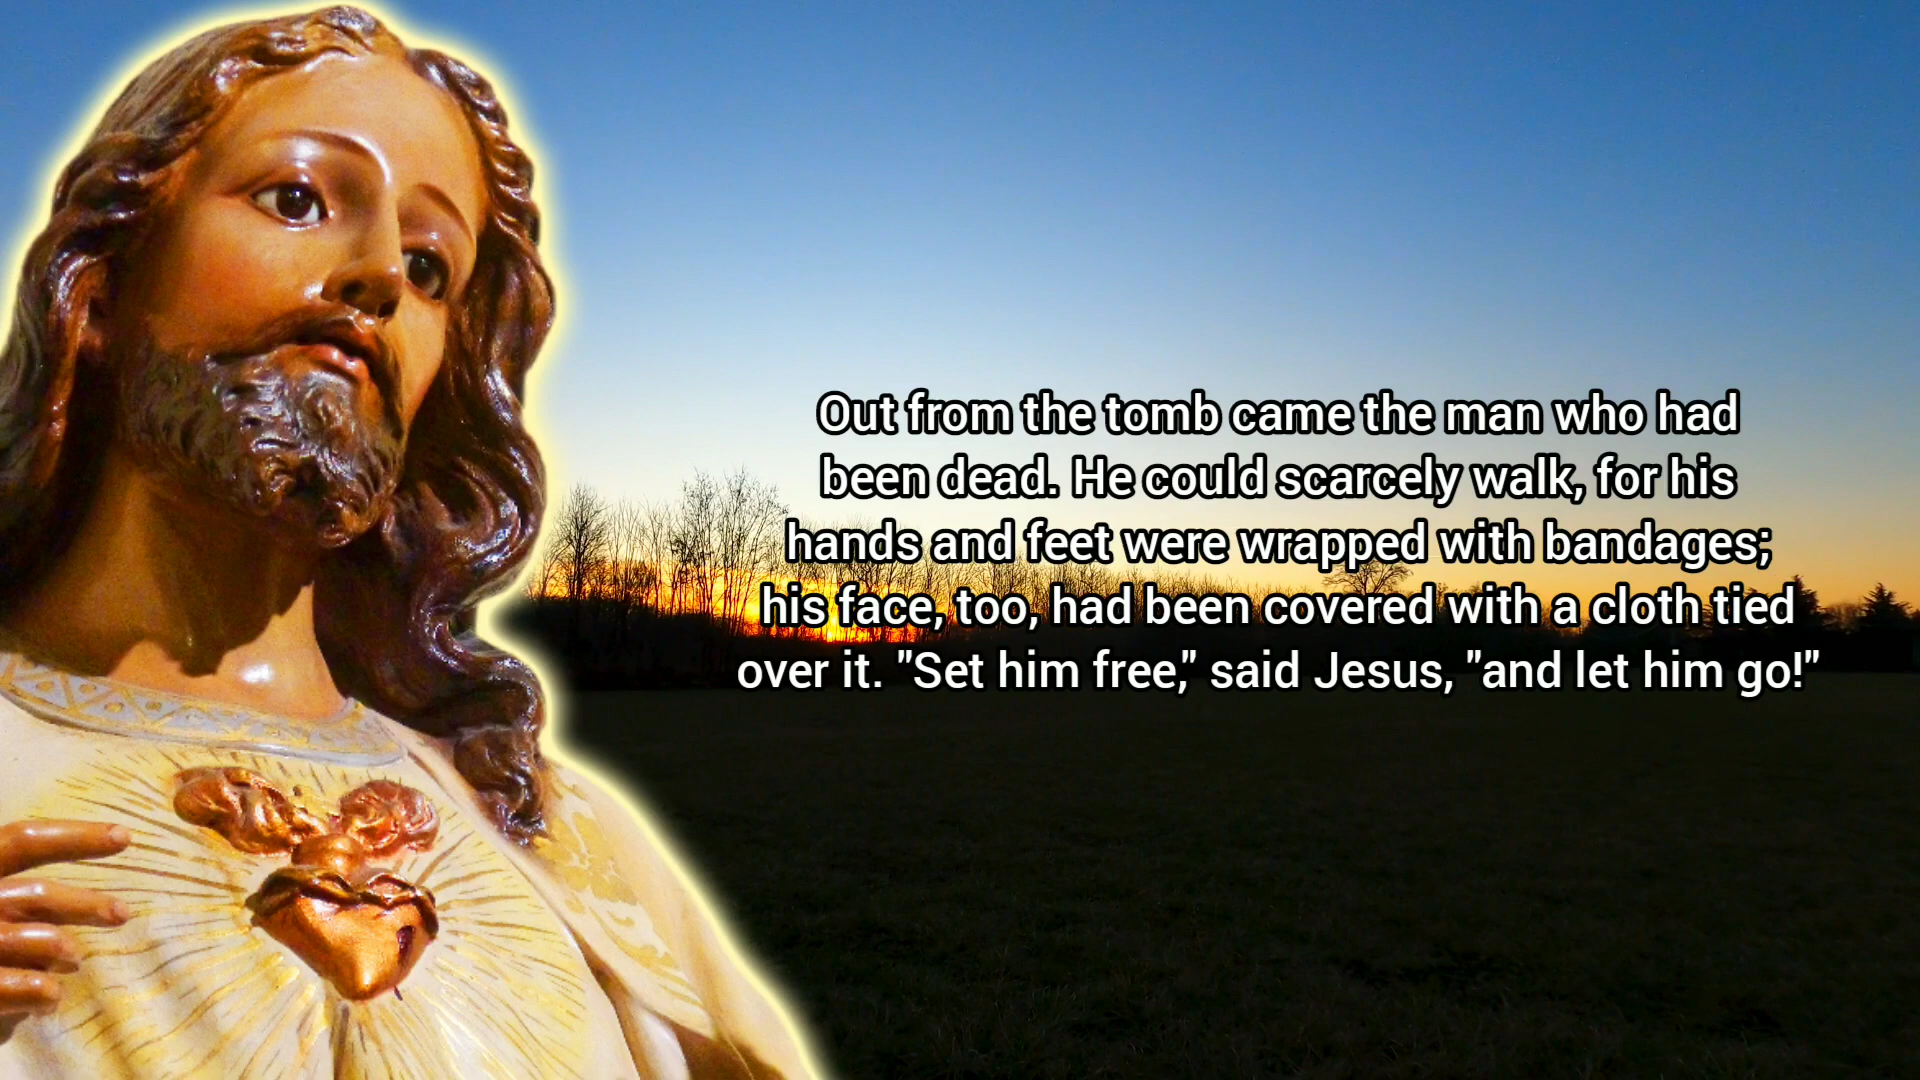 Out from the tomb came the man who had
been dead. He could scarcely walk, for his
hands and feet were wrapped with bandages;
his face, too, had been covered with a cloth tied
over it. "Set him free," said Jesus, "and let him go!"